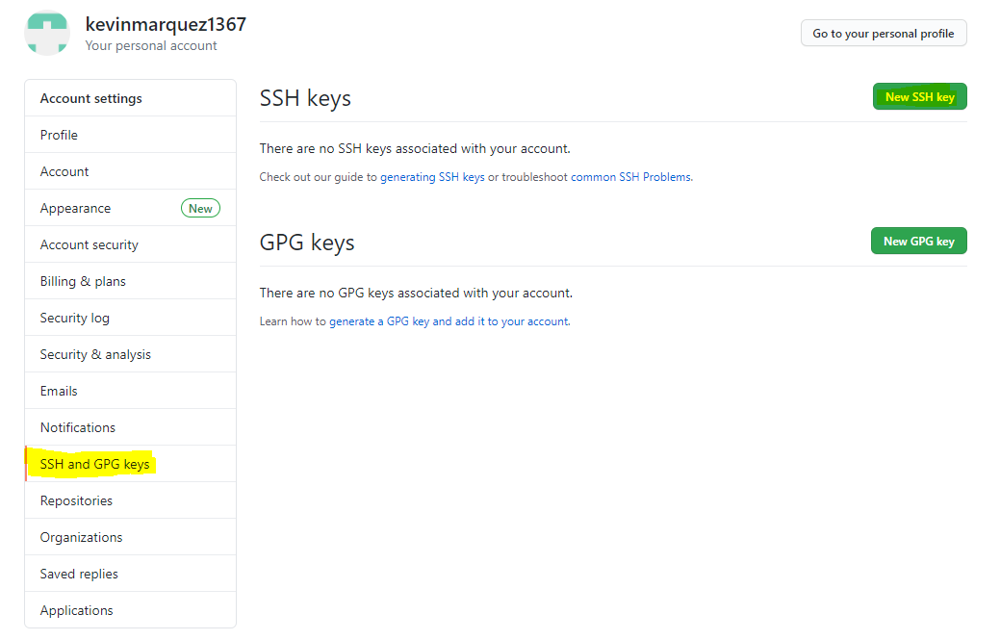 kevinmarquez1367
Your personal account
Go to your personal profile
Account settings
Profile
Account
Appearance New
Account security
Billing & plans
Security log
Security & analysis
Emails
Notifications
SSH and GPG keys
Repositories
Organizations
Saved replies
Applications
SSH keys
New SSH key
There are no SSH keys associated with your account.
Check out our guide to generating SSH keys or troubleshoot common SSH Problems.
GPG keys
New GPG key
There are no GPG keys associated with your account.
Learn how to generate a GPG key and add it to your account.